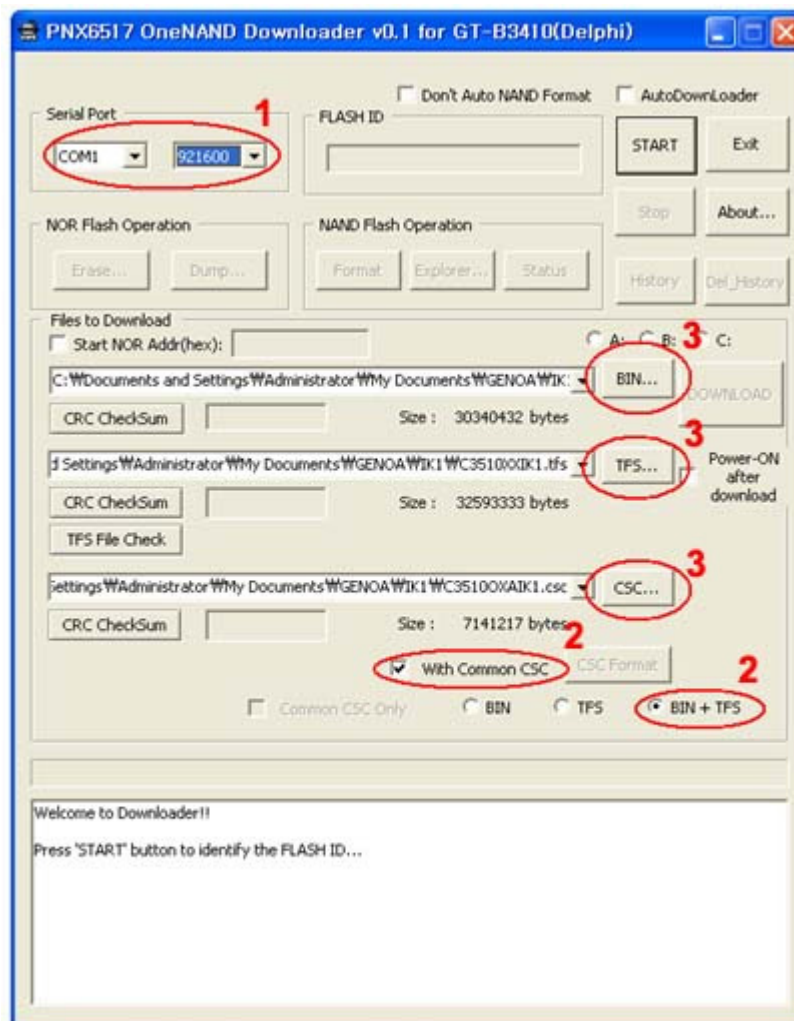 PNX6517 OneNAND Downloader v0.1 for GT-B3410(Delphi)
Don't Auto NAND Format
AutoDownLoader
Serial Port
1
FLASH ID
COM1
921600
START
Exit
Stop
About...
NOR Flash Operation
NAND Flash Operation
Erase...
Dump...
Format
Explorer...
Status
History
Del_History
Files to Download
Start NOR Addr(hex):
A:
B:
3
C:
C:₩Documents and Settings₩Administrator₩My Documents₩GENOA₩IK:
BIN...
DOWNLOAD
CRC CheckSum
Size : 30340432 bytes
3
d Settings₩Administrator₩My Documents₩GENOA₩IK1₩C3510XXIK1.tfs
TFS...
Power-ON after download
CRC CheckSum
Size : 32593333 bytes
TFS File Check
3
Settings₩Administrator₩My Documents₩GENOA₩IK1₩C3510OXAIK1.csc
CSC...
CRC CheckSum
Size : 7141217 bytes
2
With Common CSC
CSC Format
2
Common CSC Only
BIN
TFS
BIN + TFS
Welcome to Downloader!!
Press 'START' button to identify the FLASH ID...